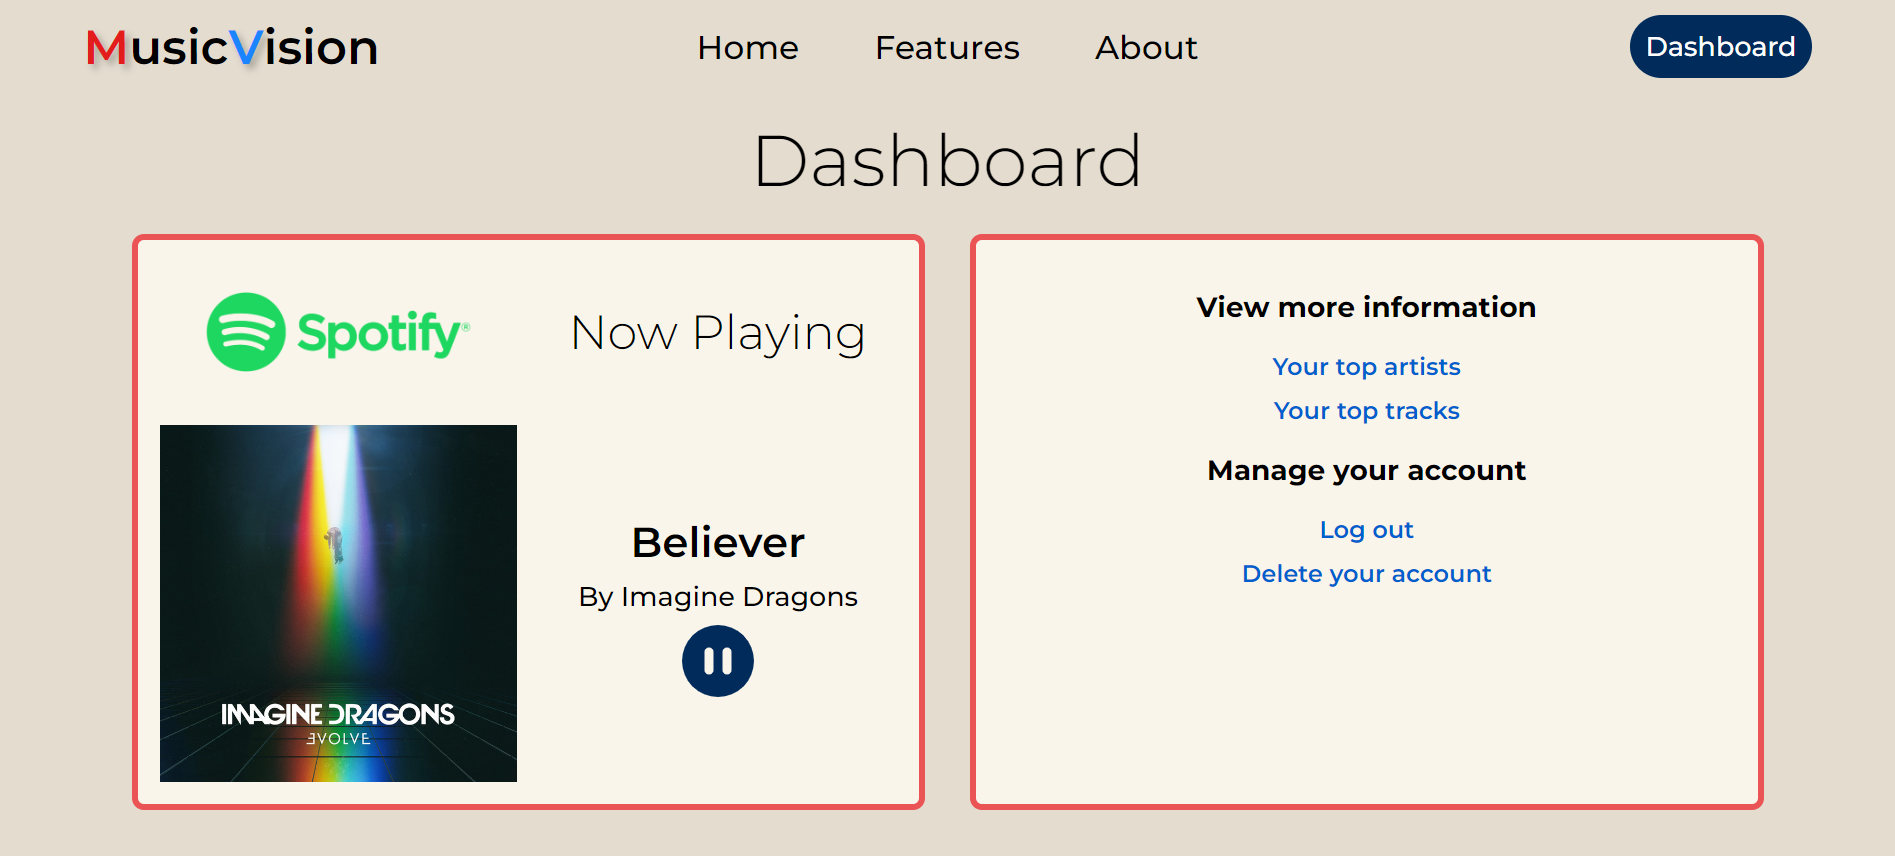 MusicVision
Home
Features
About
Dashboard
Dashboard
Spotify®
Now Playing
IMAGINE DRAGONS
ƎVOLVE
Believer
By Imagine Dragons
View more information
Your top artists
Your top tracks
Manage your account
Log out
Delete your account